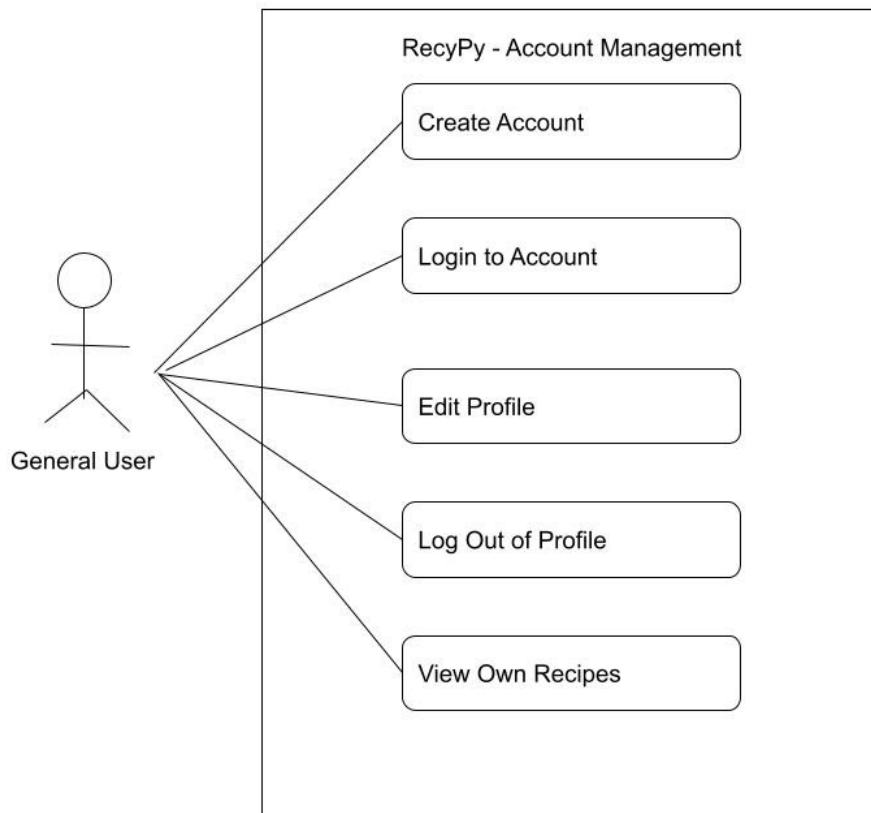 RecyPy - Account Management
Create Account
Login to Account
Edit Profile
General User
Log Out of Profile
View Own Recipes